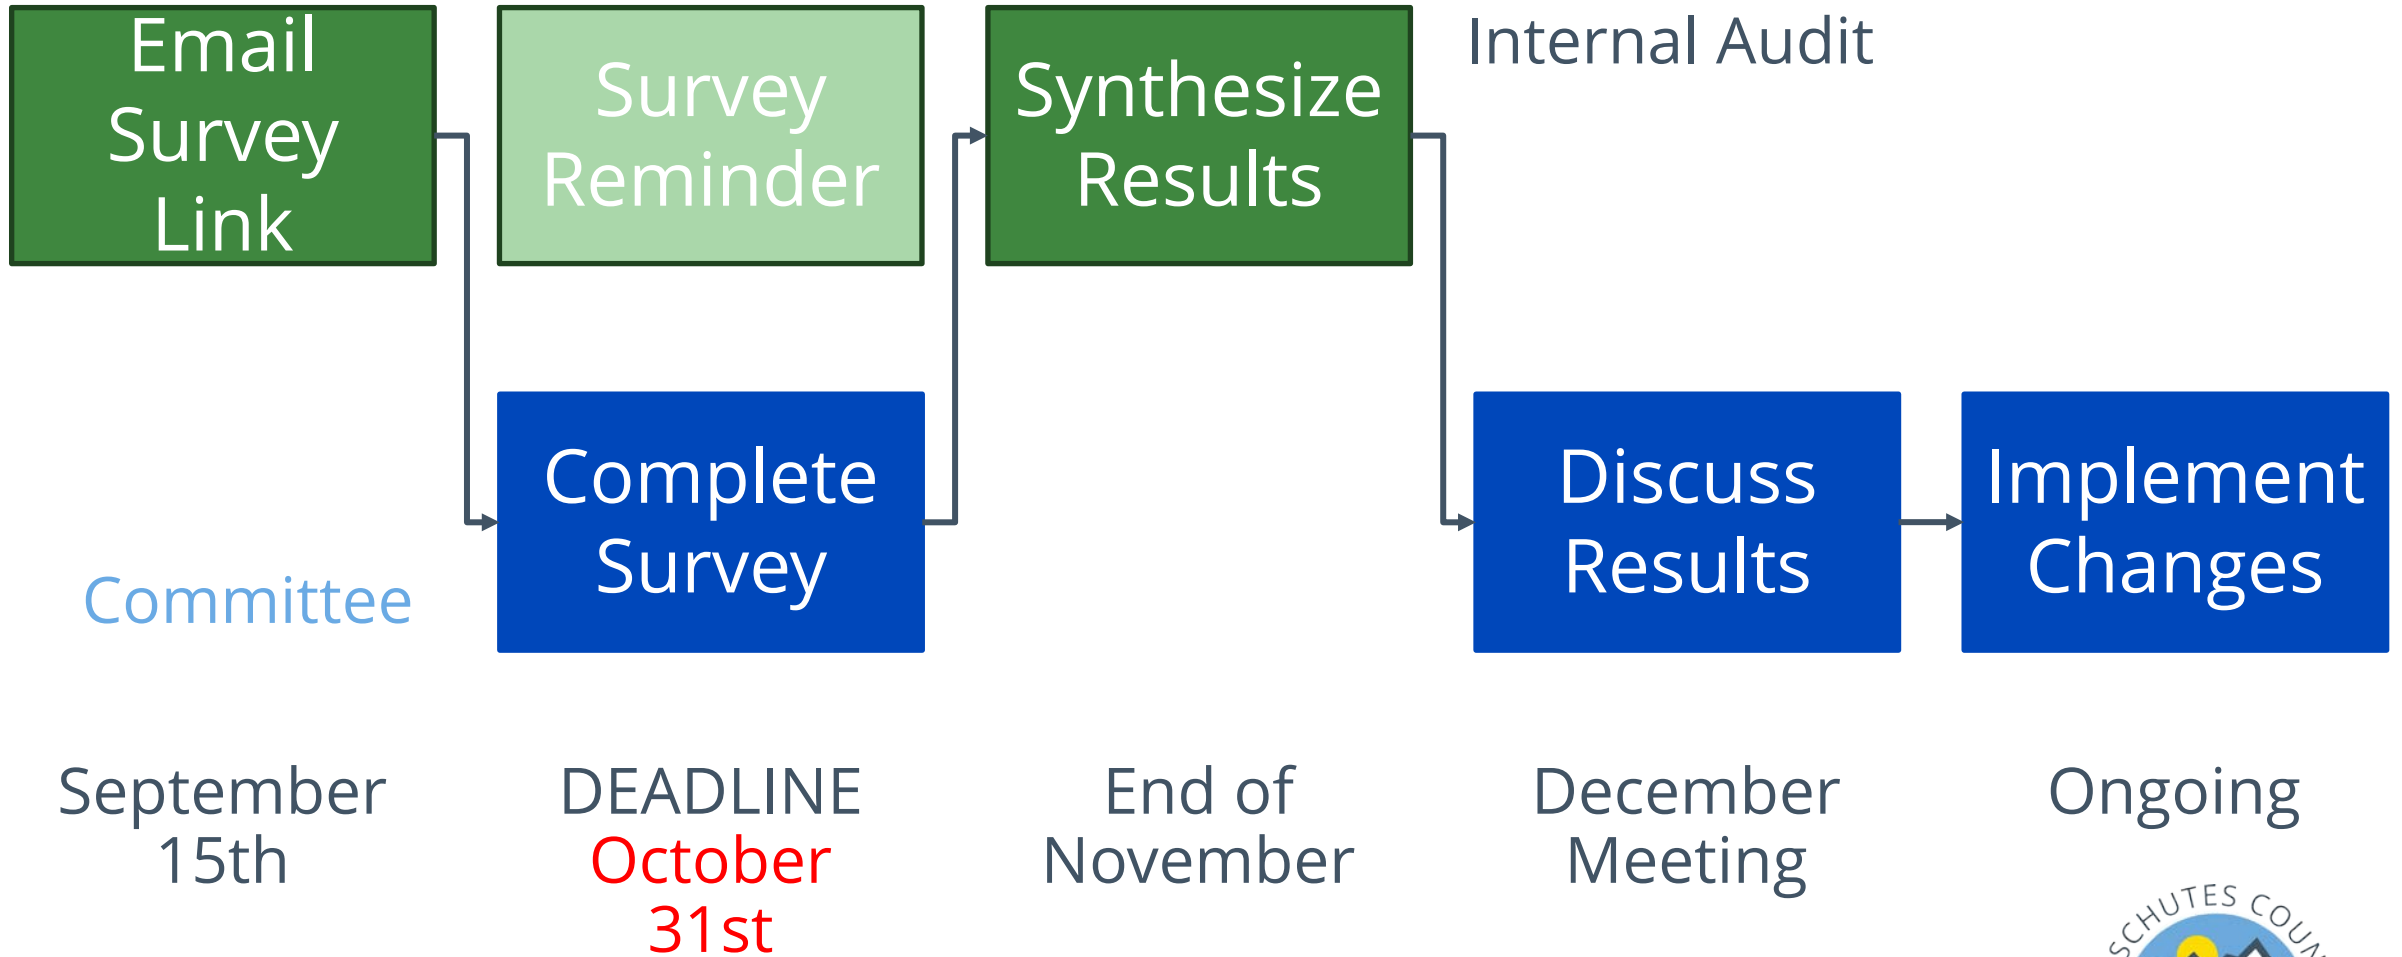 Email
Survey
Link
Survey
Reminder
Synthesize
Results
Internal Audit
Committee
Complete
Survey
Discuss
Results
Implement
Changes
September
15th
DEADLINE
October
31st
End of
November
December
Meeting
Ongoing